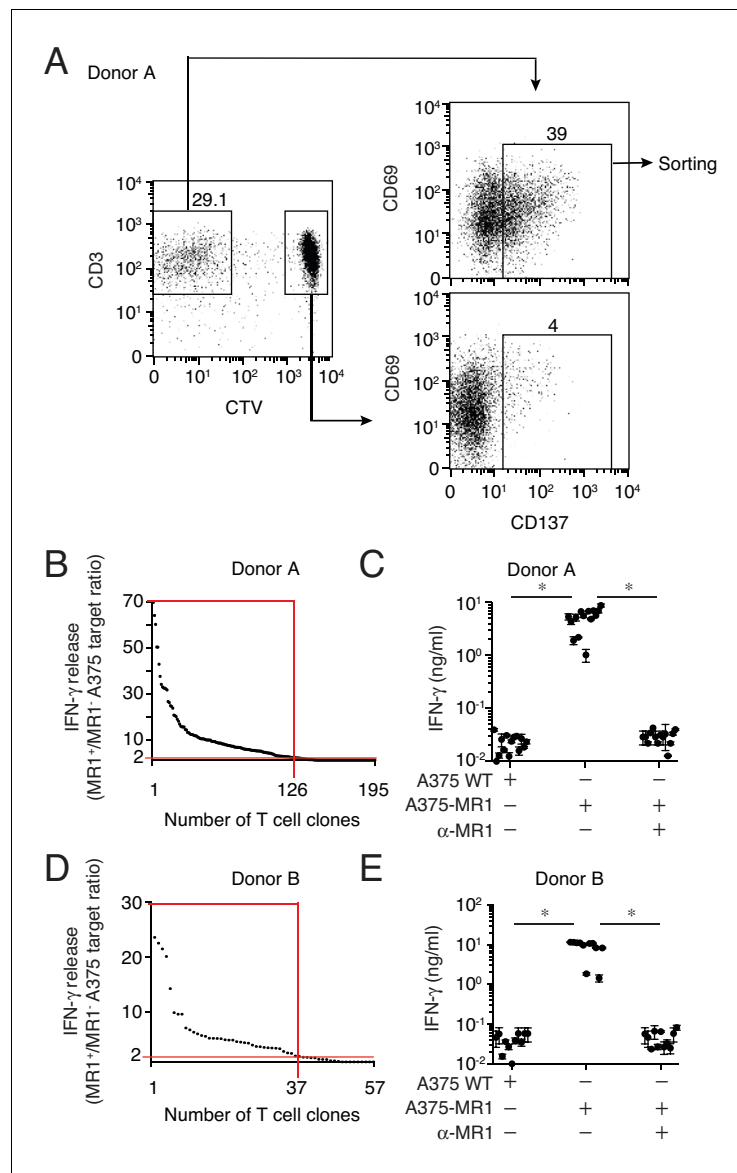 A
Donor A
10⁴
10³
10²
10¹
0
CD3
29.1
0 10¹ 10² 10³ 10⁴
CTV
10⁴
10³
10²
10¹
0
CD69
39
Sorting
10⁴
10³
10²
10¹
0
CD69
4
0 10¹ 10² 10³ 10⁴
CD137
B
Donor A
IFN-γ release
(MR1⁺/MR1⁻ A375 target ratio)
70
50
30
10
2
1 126 195
Number of T cell clones
C
Donor A
* *
IFN-γ (ng/ml)
10¹
10⁰
10⁻¹
10⁻²
A375 WT + − −
A375-MR1 − + +
α-MR1 − − +
D
Donor B
IFN-γ release
(MR1⁺/MR1⁻ A375 target ratio)
30
20
10
2
1 37 57
Number of T cell clones
E
Donor B
* *
IFN-γ (ng/ml)
10²
10¹
10⁰
10⁻¹
10⁻²
A375 WT + − −
A375-MR1 − + +
α-MR1 − − +